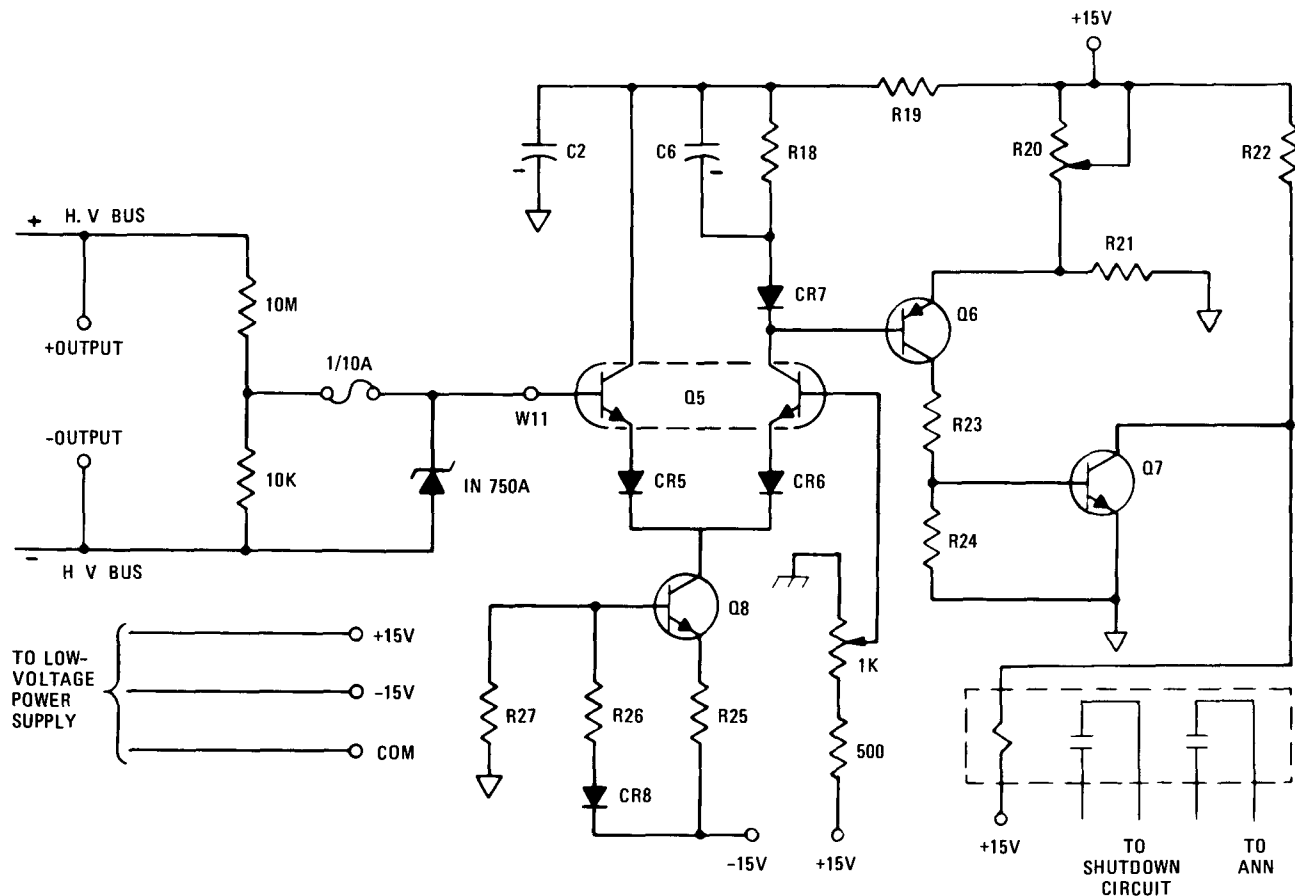 +15V
R19
C2
C6
R18
R20
R22
+ H. V BUS
R21
10M
CR7
Q6
+OUTPUT
1/10A
Q5
W11
R23
-OUTPUT
10K
IN 750A
CR5
CR6
Q7
R24
- H V BUS
Q8
1K
TO LOW-
VOLTAGE
POWER
SUPPLY
+15V
-15V
COM
R27
R26
R25
500
CR8
-15V
+15V
+15V
TO
SHUTDOWN
CIRCUIT
TO
ANN